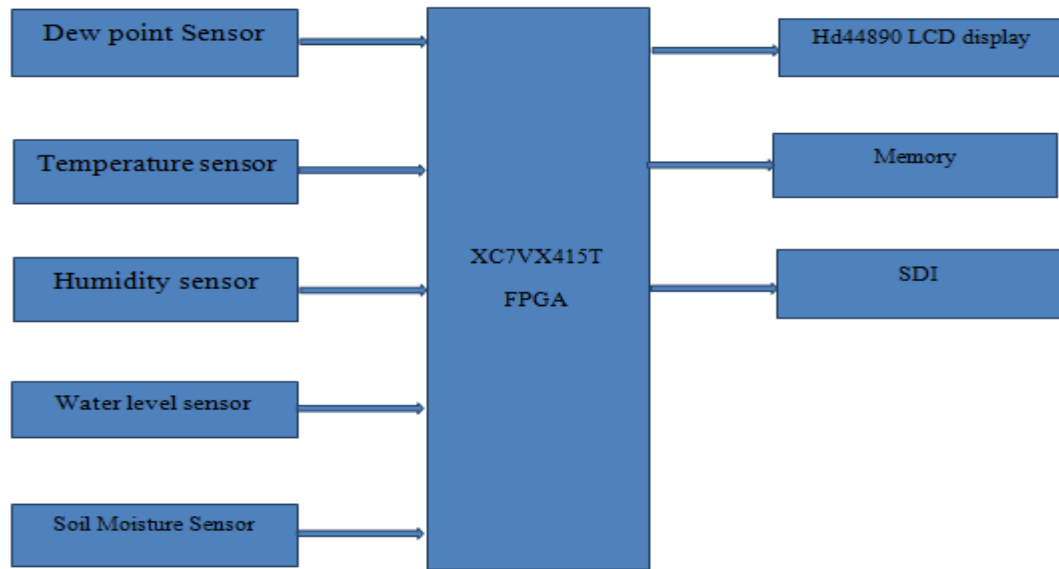 Dew point Sensor
Temperature sensor
Humidity sensor
Water level sensor
Soil Moisture Sensor
XC7VX415T
FPGA
Hd44890 LCD display
Memory
SDI